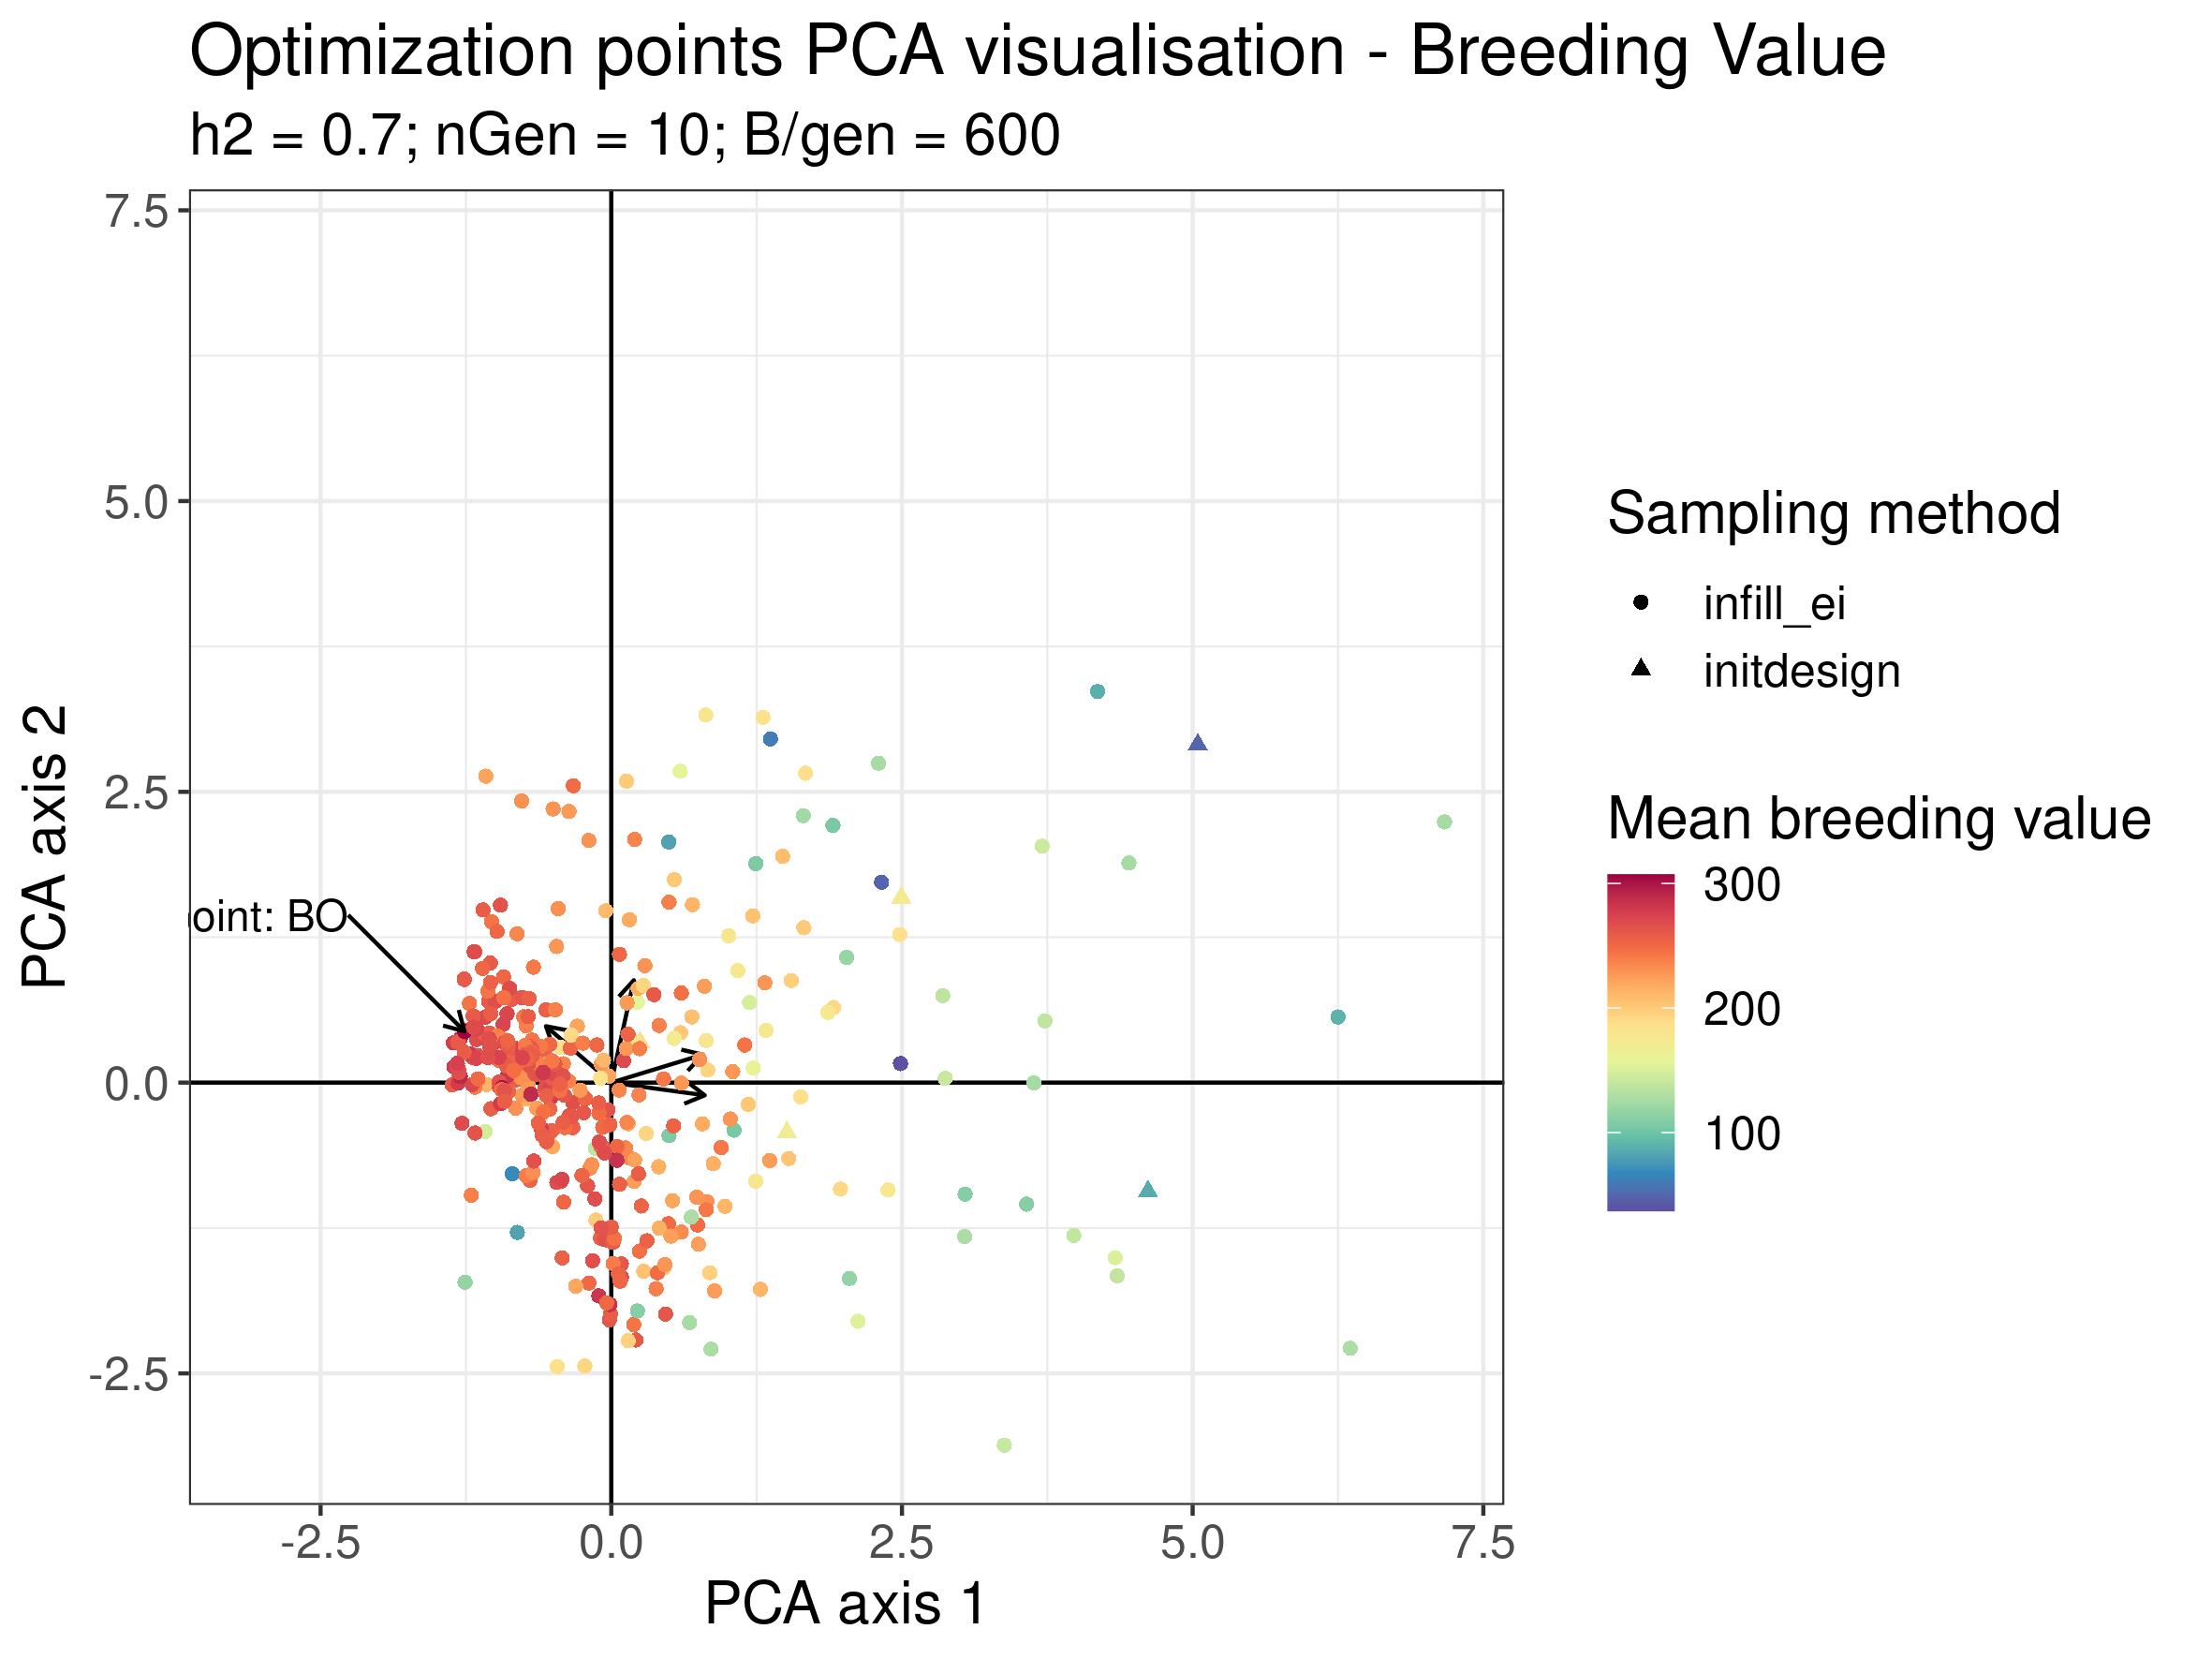 Optimization points PCA visualisation - Breeding Value
h2 = 0.7; nGen = 10; B/gen = 600
7.5
5.0
2.5
0.0
-2.5
PCA axis 2
oint: BO
-2.5
0.0
2.5
5.0
7.5
PCA axis 1
Sampling method
infill_ei
initdesign
Mean breeding value
300
200
100